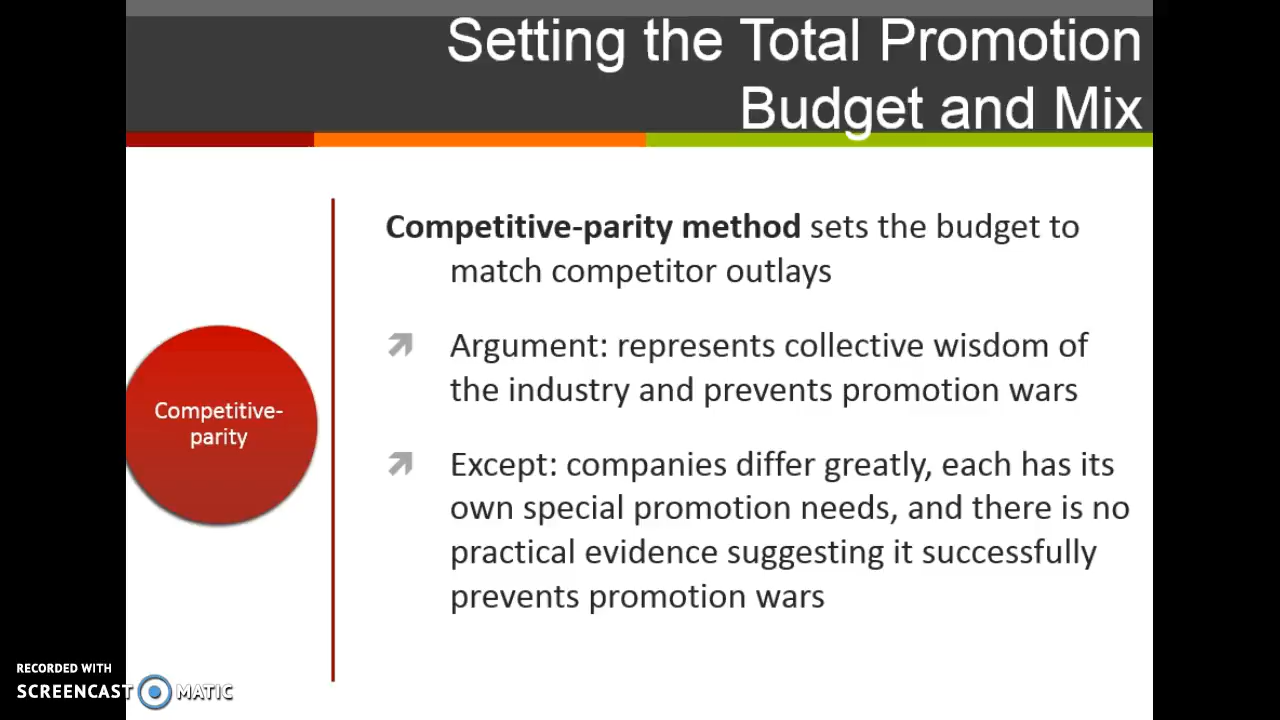 Setting the Total Promotion
Budget and Mix
Competitive-parity method sets the budget to
match competitor outlays
Argument: represents collective wisdom of
the industry and prevents promotion wars
Except: companies differ greatly, each has its
own special promotion needs, and there is no
practical evidence suggesting it successfully
prevents promotion wars
Competitive-
parity
RECORDED WITH
SCREENCAST MATIC